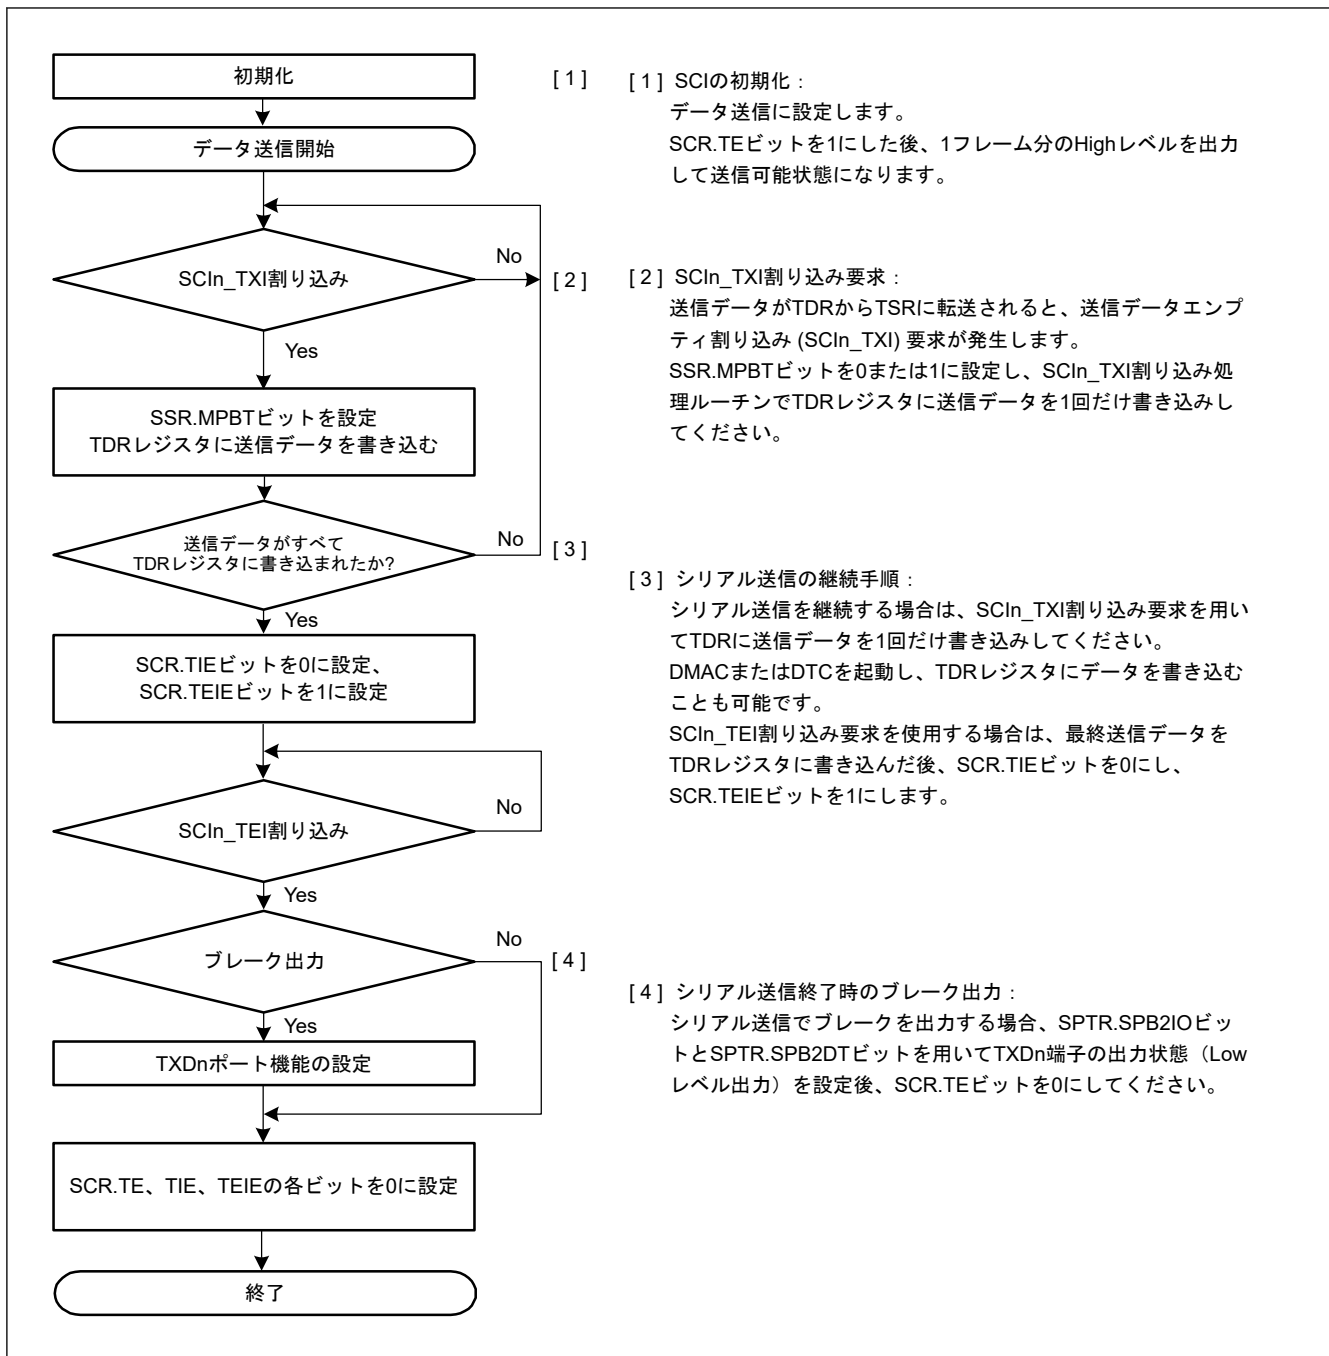 初期化
[ 1 ]
データ送信開始
SCIn_TXI割り込み
No
[ 2 ]
Yes
SSR.MPBTビットを設定
TDRレジスタに送信データを書き込む
送信データがすべて
TDRレジスタに書き込まれたか?
No
[ 3 ]
Yes
SCR.TIEビットを0に設定、
SCR.TEIEビットを1に設定
SCIn_TEI割り込み
No
Yes
ブレーク出力
No
[ 4 ]
Yes
TXDnポート機能の設定
SCR.TE、TIE、TEIEの各ビットを0に設定
終了
[ 1 ] SCIの初期化：
データ送信に設定します。
SCR.TEビットを1にした後、1フレーム分のHighレベルを出力
して送信可能状態になります。
[ 2 ] SCIn_TXI割り込み要求：
送信データがTDRからTSRに転送されると、送信データエンプ
ティ割り込み (SCIn_TXI) 要求が発生します。
SSR.MPBTビットを0または1に設定し、SCIn_TXI割り込み処
理ルーチンでTDRレジスタに送信データを1回だけ書き込みし
てください。
[ 3 ] シリアル送信の継続手順：
シリアル送信を継続する場合は、SCIn_TXI割り込み要求を用い
てTDRに送信データを1回だけ書き込みしてください。
DMACまたはDTCを起動し、TDRレジスタにデータを書き込む
ことも可能です。
SCIn_TEI割り込み要求を使用する場合は、最終送信データを
TDRレジスタに書き込んだ後、SCR.TIEビットを0にし、
SCR.TEIEビットを1にします。
[ 4 ] シリアル送信終了時のブレーク出力：
シリアル送信でブレークを出力する場合、SPTR.SPB2IOビッ
トとSPTR.SPB2DTビットを用いてTXDn端子の出力状態（Low
レベル出力）を設定後、SCR.TEビットを0にしてください。